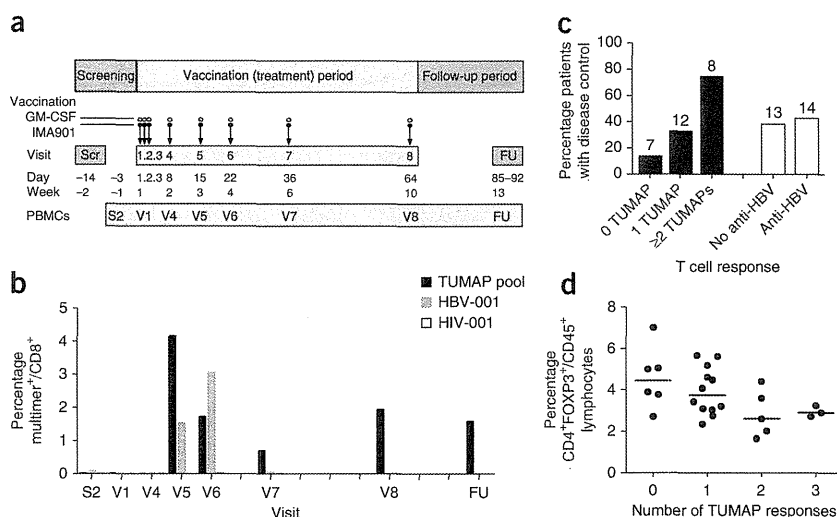 a
Screening
Vaccination (treatment) period
Follow-up period
Vaccination
GM-CSF
IMA901
Visit
Scr
1.2.3 4 5 6 7 8
FU
Day
–14 –3 1.2.3 8 15 22 36 64 85–92
Week
–2 –1 1 2 3 4 6 10 13
PBMCs
S2 V1 V4 V5 V6 V7 V8 FU
b
Percentage
multimer⁺/CD8⁺
5
4
3
2
1
0
TUMAP pool
HBV-001
HIV-001
S2 V1 V4 V5 V6 V7 V8 FU
Visit
c
Percentage patients
with disease control
100
80
60
40
20
0
7
12
8
13
14
0 TUMAP
1 TUMAP
≥2 TUMAPs
No anti-HBV
Anti-HBV
T cell response
d
Percentage
CD4⁺FOXP3⁺/CD45⁺
lymphocytes
8
6
4
2
0
0 1 2 3
Number of TUMAP responses